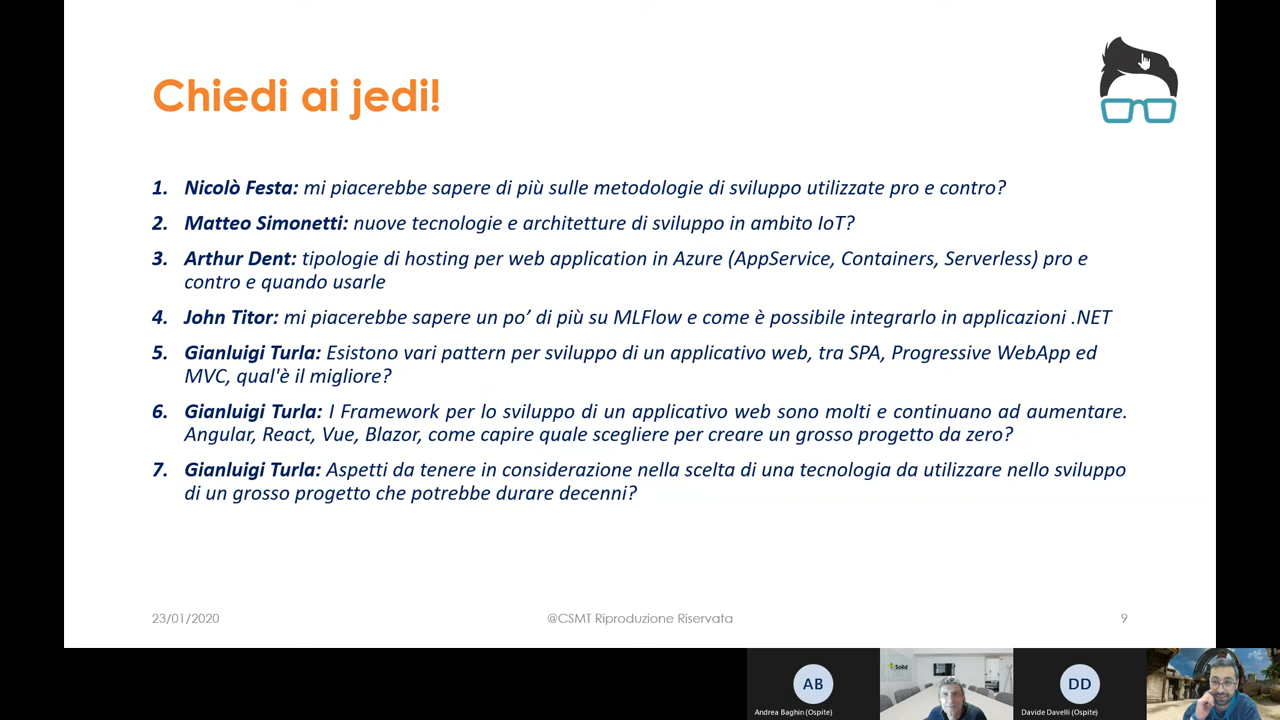 Chiedi ai jedi!
1. Nicolò Festa: mi piacerebbe sapere di più sulle metodologie di sviluppo utilizzate pro e contro?
2. Matteo Simonetti: nuove tecnologie e architetture di sviluppo in ambito IoT?
3. Arthur Dent: tipologie di hosting per web application in Azure (AppService, Containers, Serverless) pro e
contro e quando usarle
4. John Titor: mi piacerebbe sapere un po’ di più su MLFlow e come è possibile integrarlo in applicazioni .NET
5. Gianluigi Turla: Esistono vari pattern per sviluppo di un applicativo web, tra SPA, Progressive WebApp ed
MVC, qual'è il migliore?
6. Gianluigi Turla: I Framework per lo sviluppo di un applicativo web sono molti e continuano ad aumentare.
Angular, React, Vue, Blazor, come capire quale scegliere per creare un grosso progetto da zero?
7. Gianluigi Turla: Aspetti da tenere in considerazione nella scelta di una tecnologia da utilizzare nello sviluppo
di un grosso progetto che potrebbe durare decenni?
23/01/2020 @CSMT Riproduzione Riservata 9
Solid
AB DD
Andrea Baghin (Ospite) Davide Davelli (Ospite)